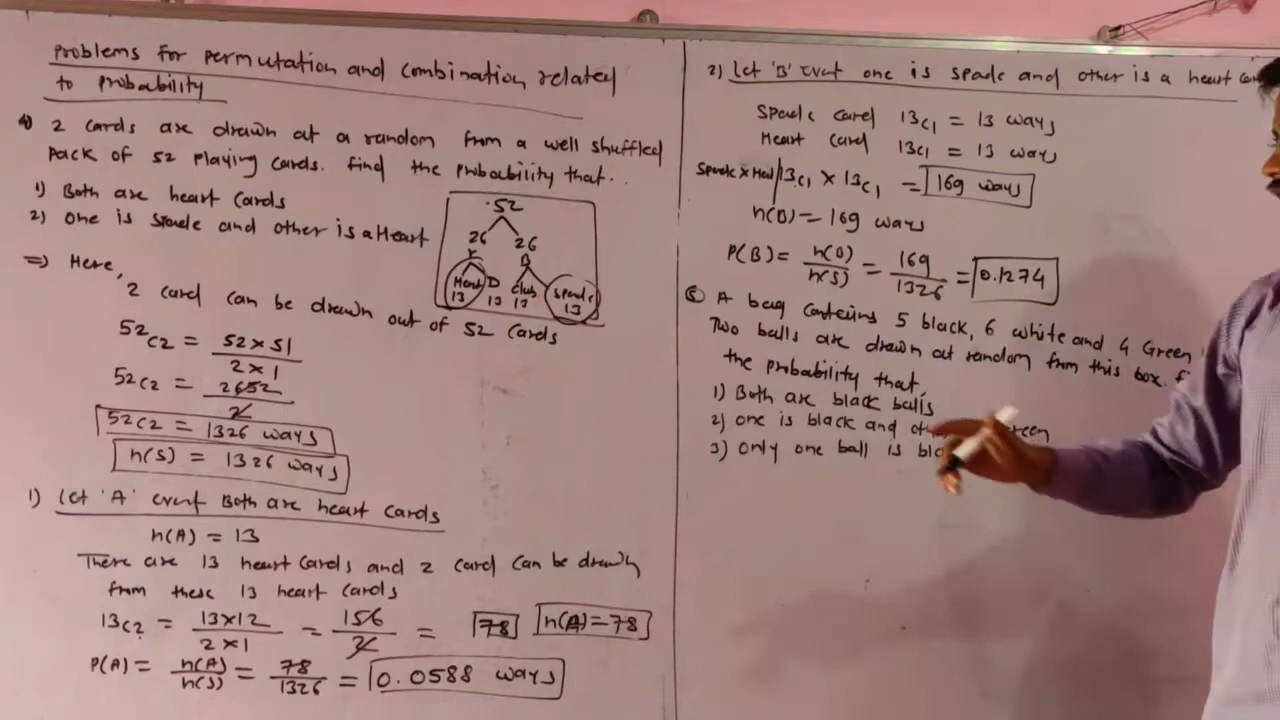 Problems for permutation and combination related
to probability
4) 2 cards are drawn at a random from a well shuffled
pack of 52 playing cards. find the probability that..
1) Both are heart cards
2) one is spade and other is a Heart
52
26 26
R B
Heart 13 D 13 club 13 Spade 13
=> Here,
2 card can be drawn out of 52 cards
52C2 = 52 x 51 / 2 x 1
52C2 = 2652 / 2
52C2 = 1326 ways
n(S) = 1326 ways
1) Let 'A' event Both are heart cards
n(A) = 13
There are 13 heart cards and 2 card can be drawn
from these 13 heart cards
13C2 = 13x12 / 2x1 = 156 / 2 = 78 n(A)=78
P(A) = n(A) / n(S) = 78 / 1326 = 0.0588 ways
2) Let 'B' Event one is spade and other is a heart
Spade card 13C1 = 13 ways
Heart card 13C1 = 13 ways
Spade x Hea/13C1 x 13C1 = 169 ways
n(B) = 169 ways
P(B) = n(B) / n(S) = 169 / 1326 = 0.1274
5) A bag contains 5 black, 6 white and 4 Green
Two balls are drawn at random from this box.
the probability that,
1) Both are black balls
2) one is black and
3) only one ball is